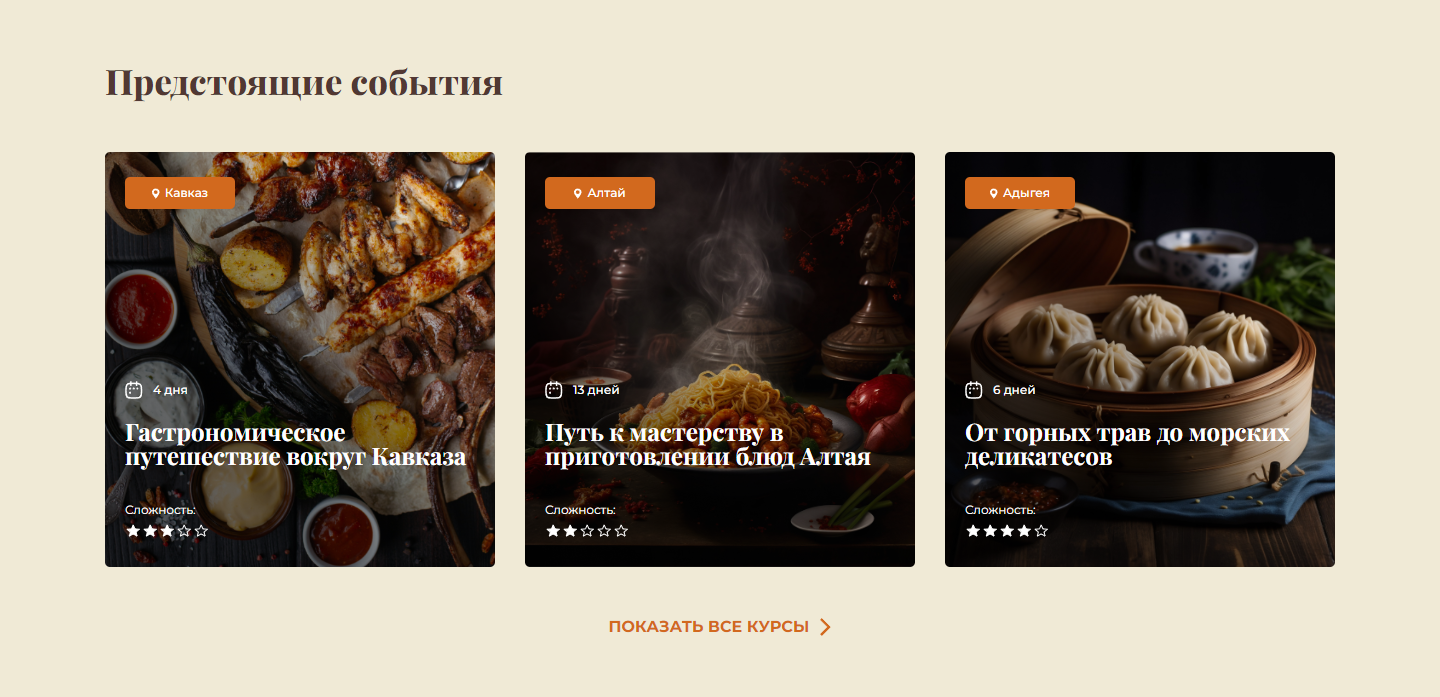 Предстоящие события
Кавказ
4 дня
Гастрономическое
путешествие вокруг Кавказа
Сложность:
Алтай
13 дней
Путь к мастерству в
приготовлении блюд Алтая
Сложность:
Адыгея
6 дней
От горных трав до морских
деликатесов
Сложность:
ПОКАЗАТЬ ВСЕ КУРСЫ